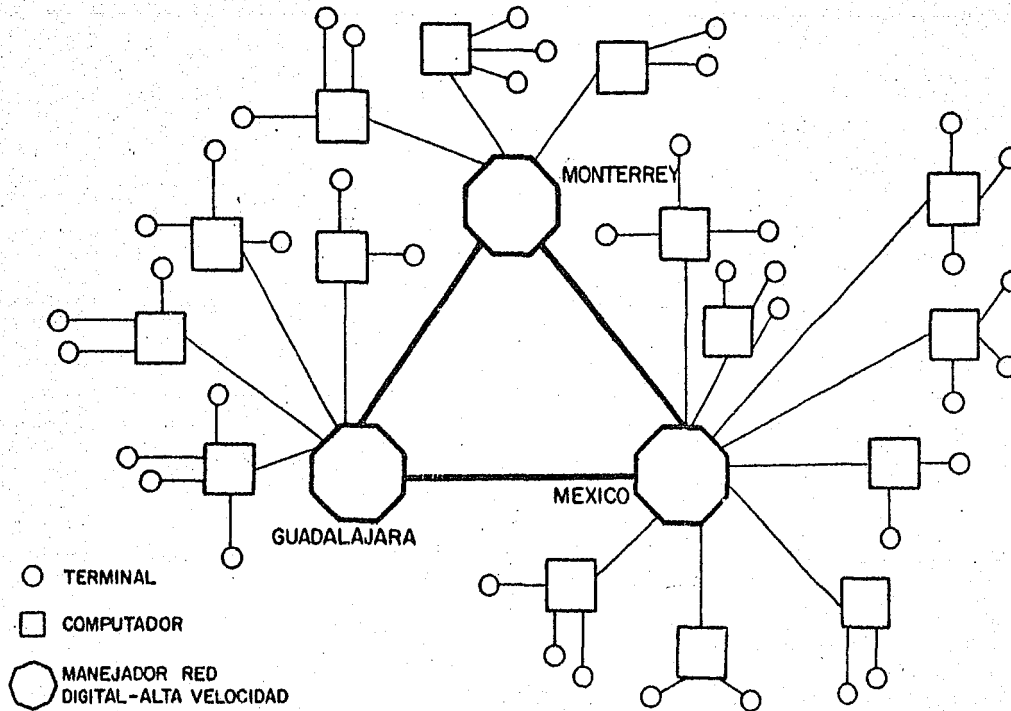 MONTERREY
MEXICO
GUADALAJARA
TERMINAL
COMPUTADOR
MANEJADOR RED
DIGITAL-ALTA VELOCIDAD